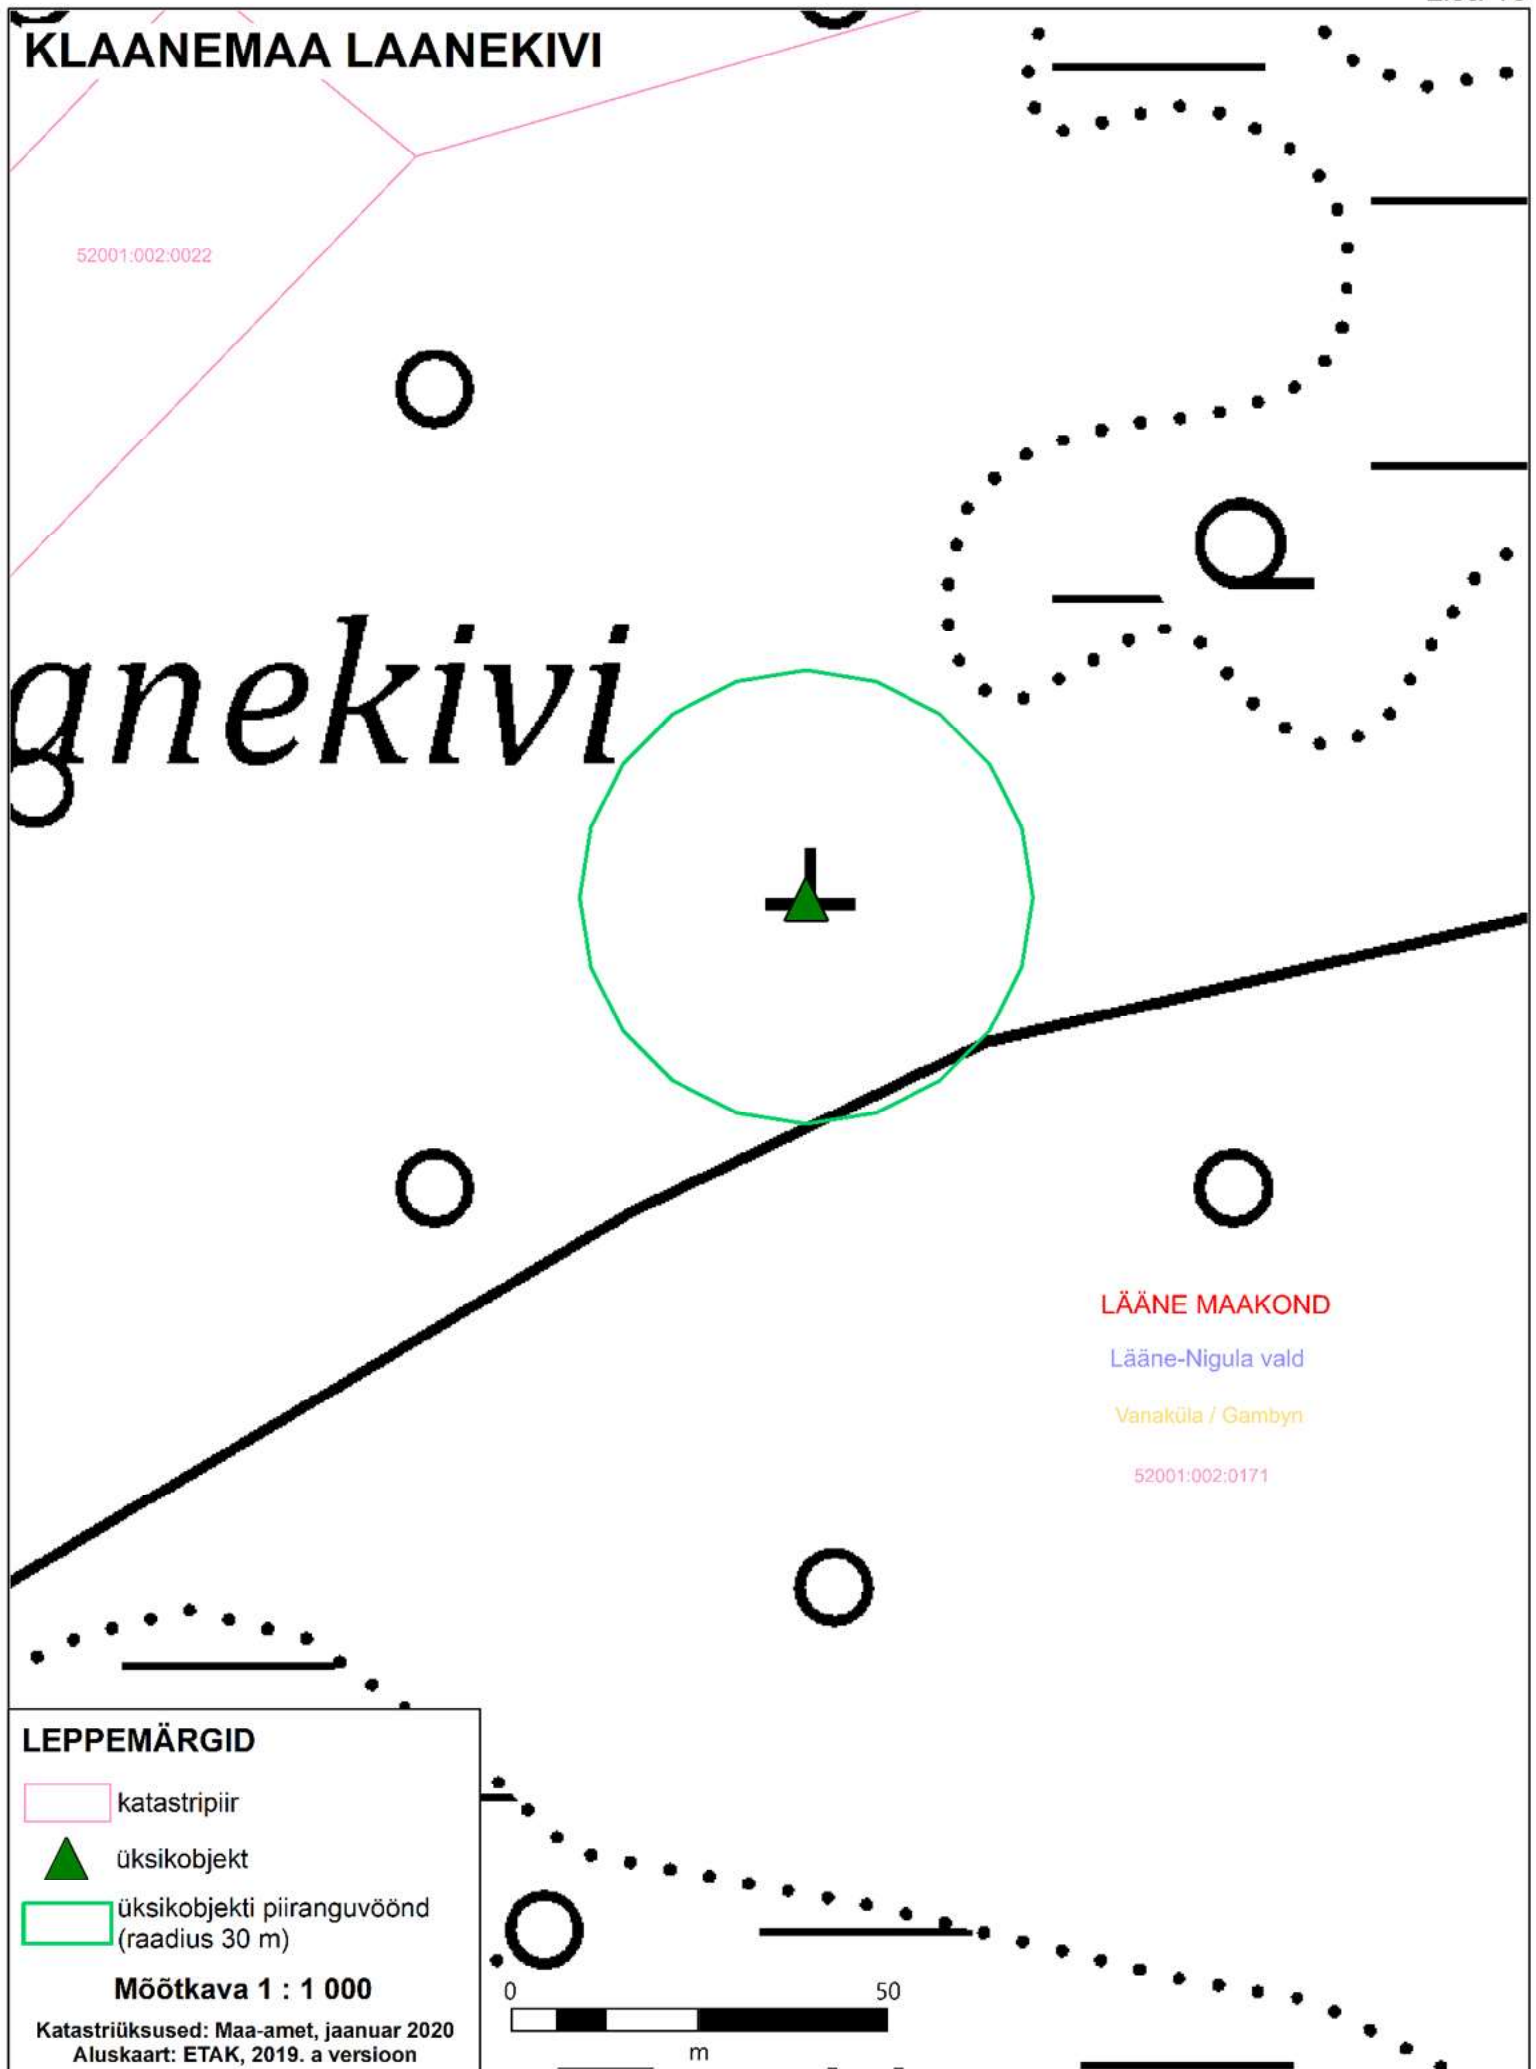 KLAANEMAA LAANEKIVI
52001:002:0022
nekivi
LÄÄNE MAAKOND
Lääne-Nigula vald
Vanaküla / Gambyn
52001:002:0171
LEPPEMÄRGID
katastripiir
üksikobjekt
üksikobjekti piiranguvöönd
(raadius 30 m)
Mõõtkava 1 : 1 000
Katastriüksused: Maa-amet, jaanuar 2020
Aluskaart: ETAK, 2019. a versioon
0 50
m